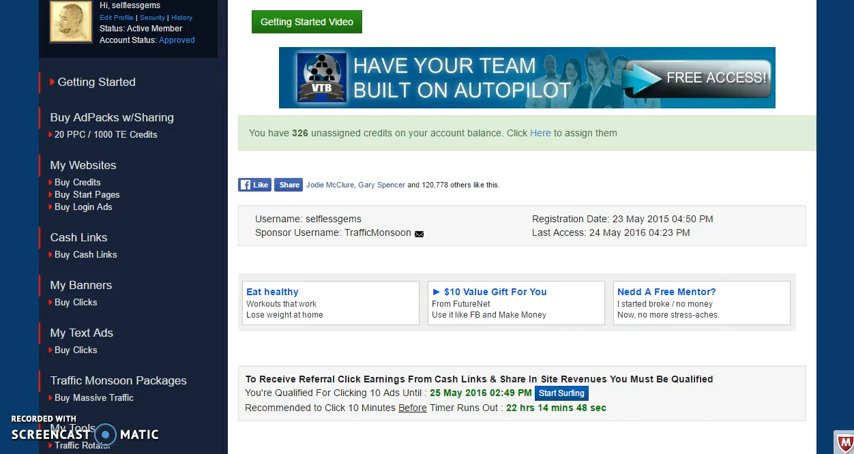 Hi, selflessgems
Edit Profile | Security | History
Status: Active Member
Account Status: Approved
Getting Started
Buy AdPacks w/Sharing
20 PPC / 1000 TE Credits
My Websites
Buy Credits
Buy Start Pages
Buy Login Ads
Cash Links
Buy Cash Links
My Banners
Buy Clicks
My Text Ads
Buy Clicks
Traffic Monsoon Packages
Buy Massive Traffic
My Tools
Traffic Rotator
RECORDED WITH
SCREENCAST MATIC
Getting Started Video
VTB
HAVE YOUR TEAM
BUILT ON AUTOPILOT
FREE ACCESS!
You have 326 unassigned credits on your account balance. Click Here to assign them
Like Share Jodie McClure, Gary Spencer and 120,778 others like this.
Username: selflessgems
Sponsor Username: TrafficMonsoon
Registration Date: 23 May 2015 04:50 PM
Last Access: 24 May 2016 04:23 PM
Eat healthy
Workouts that work
Lose weight at home
► $10 Value Gift For You
From FutureNet
Use it like FB and Make Money
Nedd A Free Mentor?
I started broke / no money
Now, no more stress-aches.
To Receive Referral Click Earnings From Cash Links & Share In Site Revenues You Must Be Qualified
You're Qualified For Clicking 10 Ads Until : 25 May 2016 02:49 PM Start Surfing
Recommended to Click 10 Minutes Before Timer Runs Out : 22 hrs 14 mins 48 sec